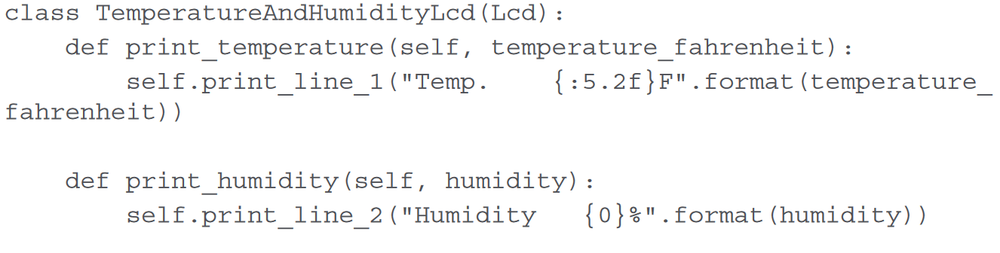 class TemperatureAndHumidityLcd(Lcd):
    def print_temperature(self, temperature_fahrenheit):
        self.print_line_1("Temp.    {:5.2f}F".format(temperature_
fahrenheit))

    def print_humidity(self, humidity):
        self.print_line_2("Humidity   {0}%".format(humidity))